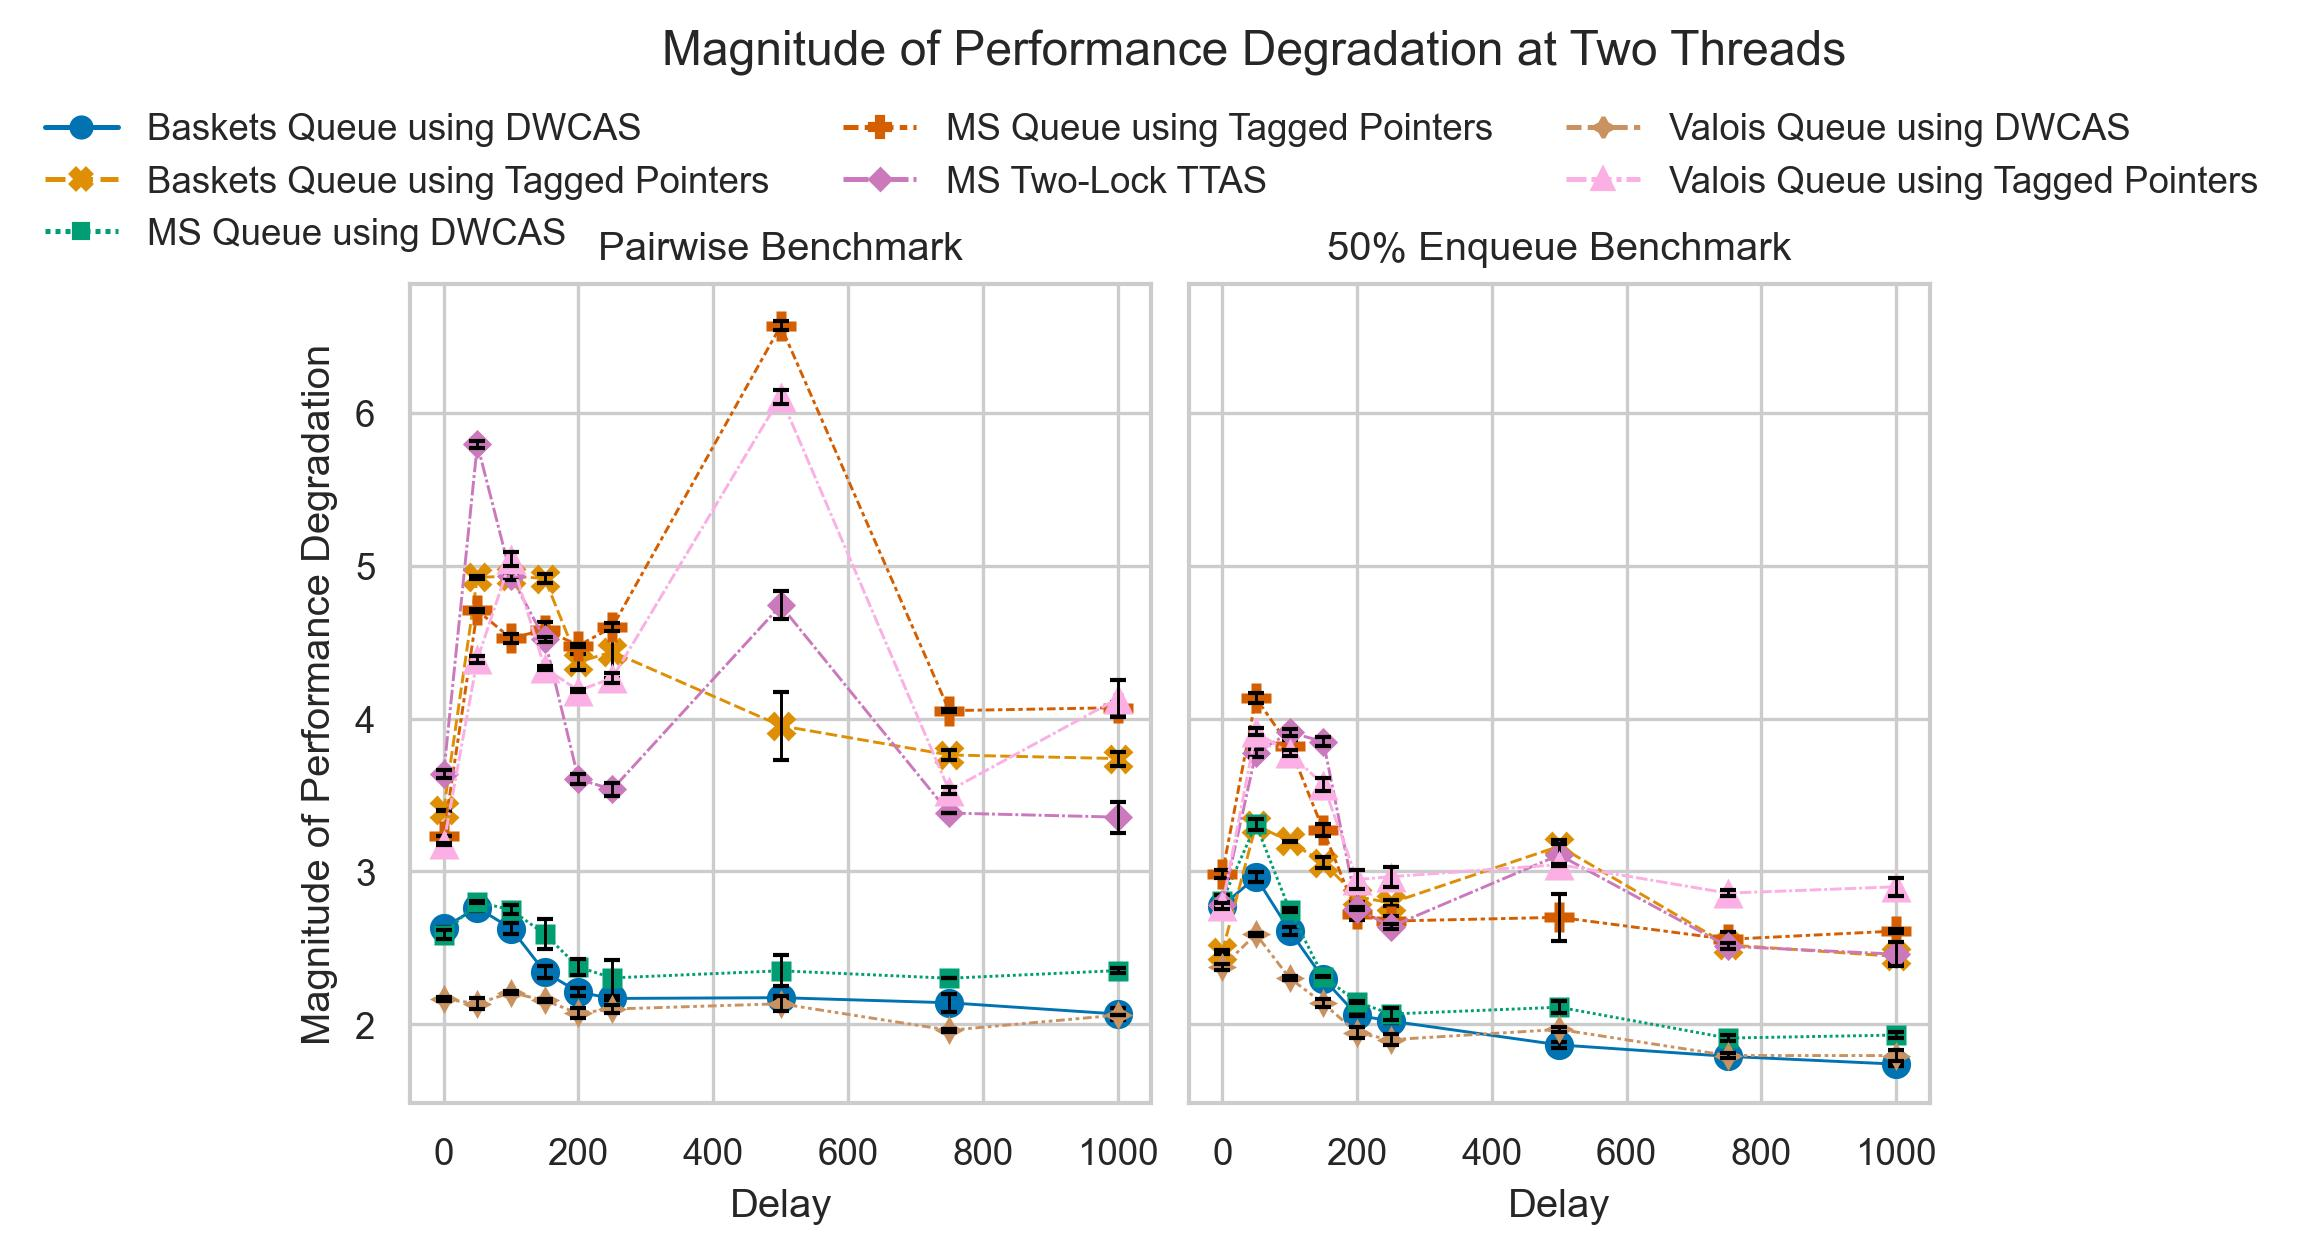 Magnitude of Performance Degradation at Two Threads
Baskets Queue using DWCAS
Baskets Queue using Tagged Pointers
MS Queue using DWCAS
MS Queue using Tagged Pointers
MS Two-Lock TTAS
Valois Queue using DWCAS
Valois Queue using Tagged Pointers
Pairwise Benchmark
50% Enqueue Benchmark
Magnitude of Performance Degradation
6
5
4
3
2
0 200 400 600 800 1000
0 200 400 600 800 1000
Delay
Delay